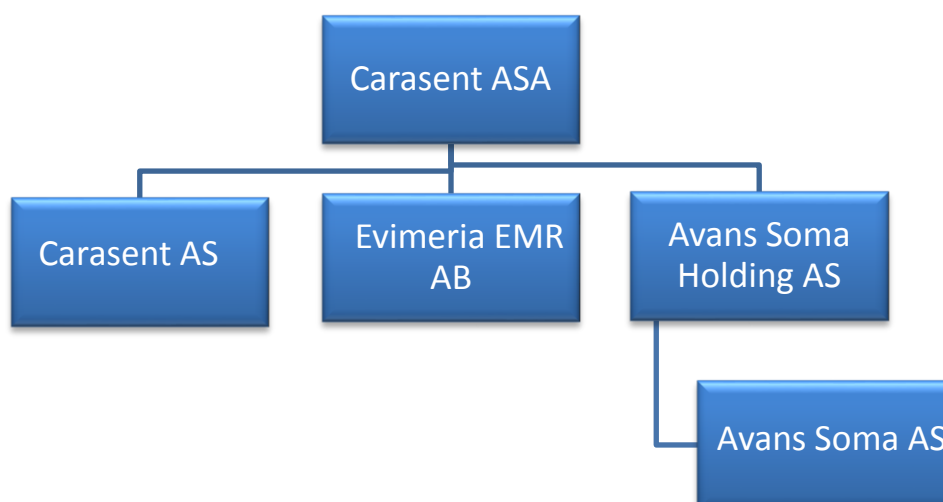 Carasent ASA
Carasent AS
Evimeria EMR
AB
Avans Soma
Holding AS
Avans Soma AS